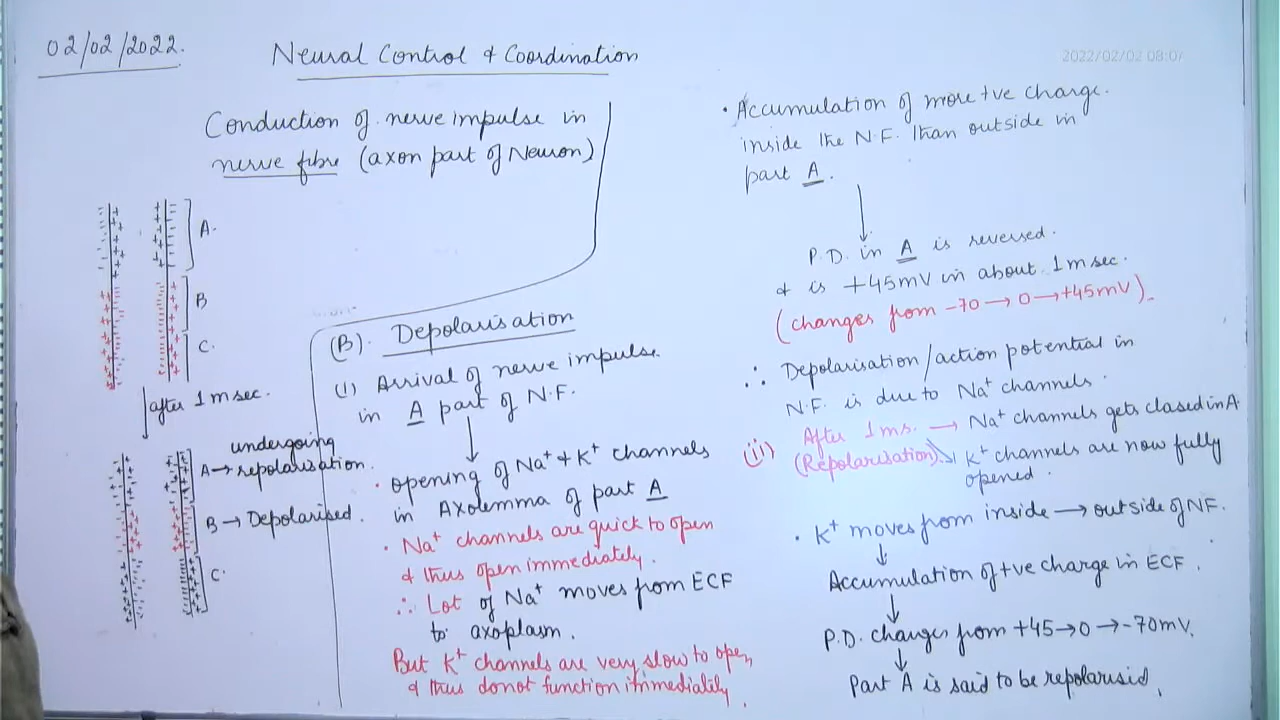 02/02/2022.
Neural Control & Coordination
2022/02/02 08:07
Conduction of nerve impulse in
nerve fibre (axon part of Neuron)
A.
B
C.
after 1 msec.
undergoing
A → repolarisation.
B → Depolarised.
C
(B). Depolarisation
(i) Arrival of nerve impulse.
in A part of N.F.
• opening of Na⁺ & K⁺ channels
in Axolemma of part A
• Na⁺ channels are quick to open
& thus open immediately.
∴ Lot of Na⁺ moves from ECF
to axoplasm.
But K⁺ channels are very slow to open
& thus donot function immediately.
• Accumulation of more +ve charge.
inside the N.F. than outside in
part A.
P.D. in A is reversed.
& is +45mV in about 1 msec.
(changes from -70 → 0 → +45mV).
∴ Depolarisation/action potential in
N.F. is due to Na⁺ channels.
(ii) After 1 ms. → Na⁺ channels gets closed in A.
(Repolarisation) ↘ K⁺ channels are now fully
opened.
• K⁺ moves from inside → outside of NF.
↓
Accumulation of +ve charge in ECF.
↓
P.D. changes from +45 → 0 → -70mV.
↓
Part A is said to be repolarised.